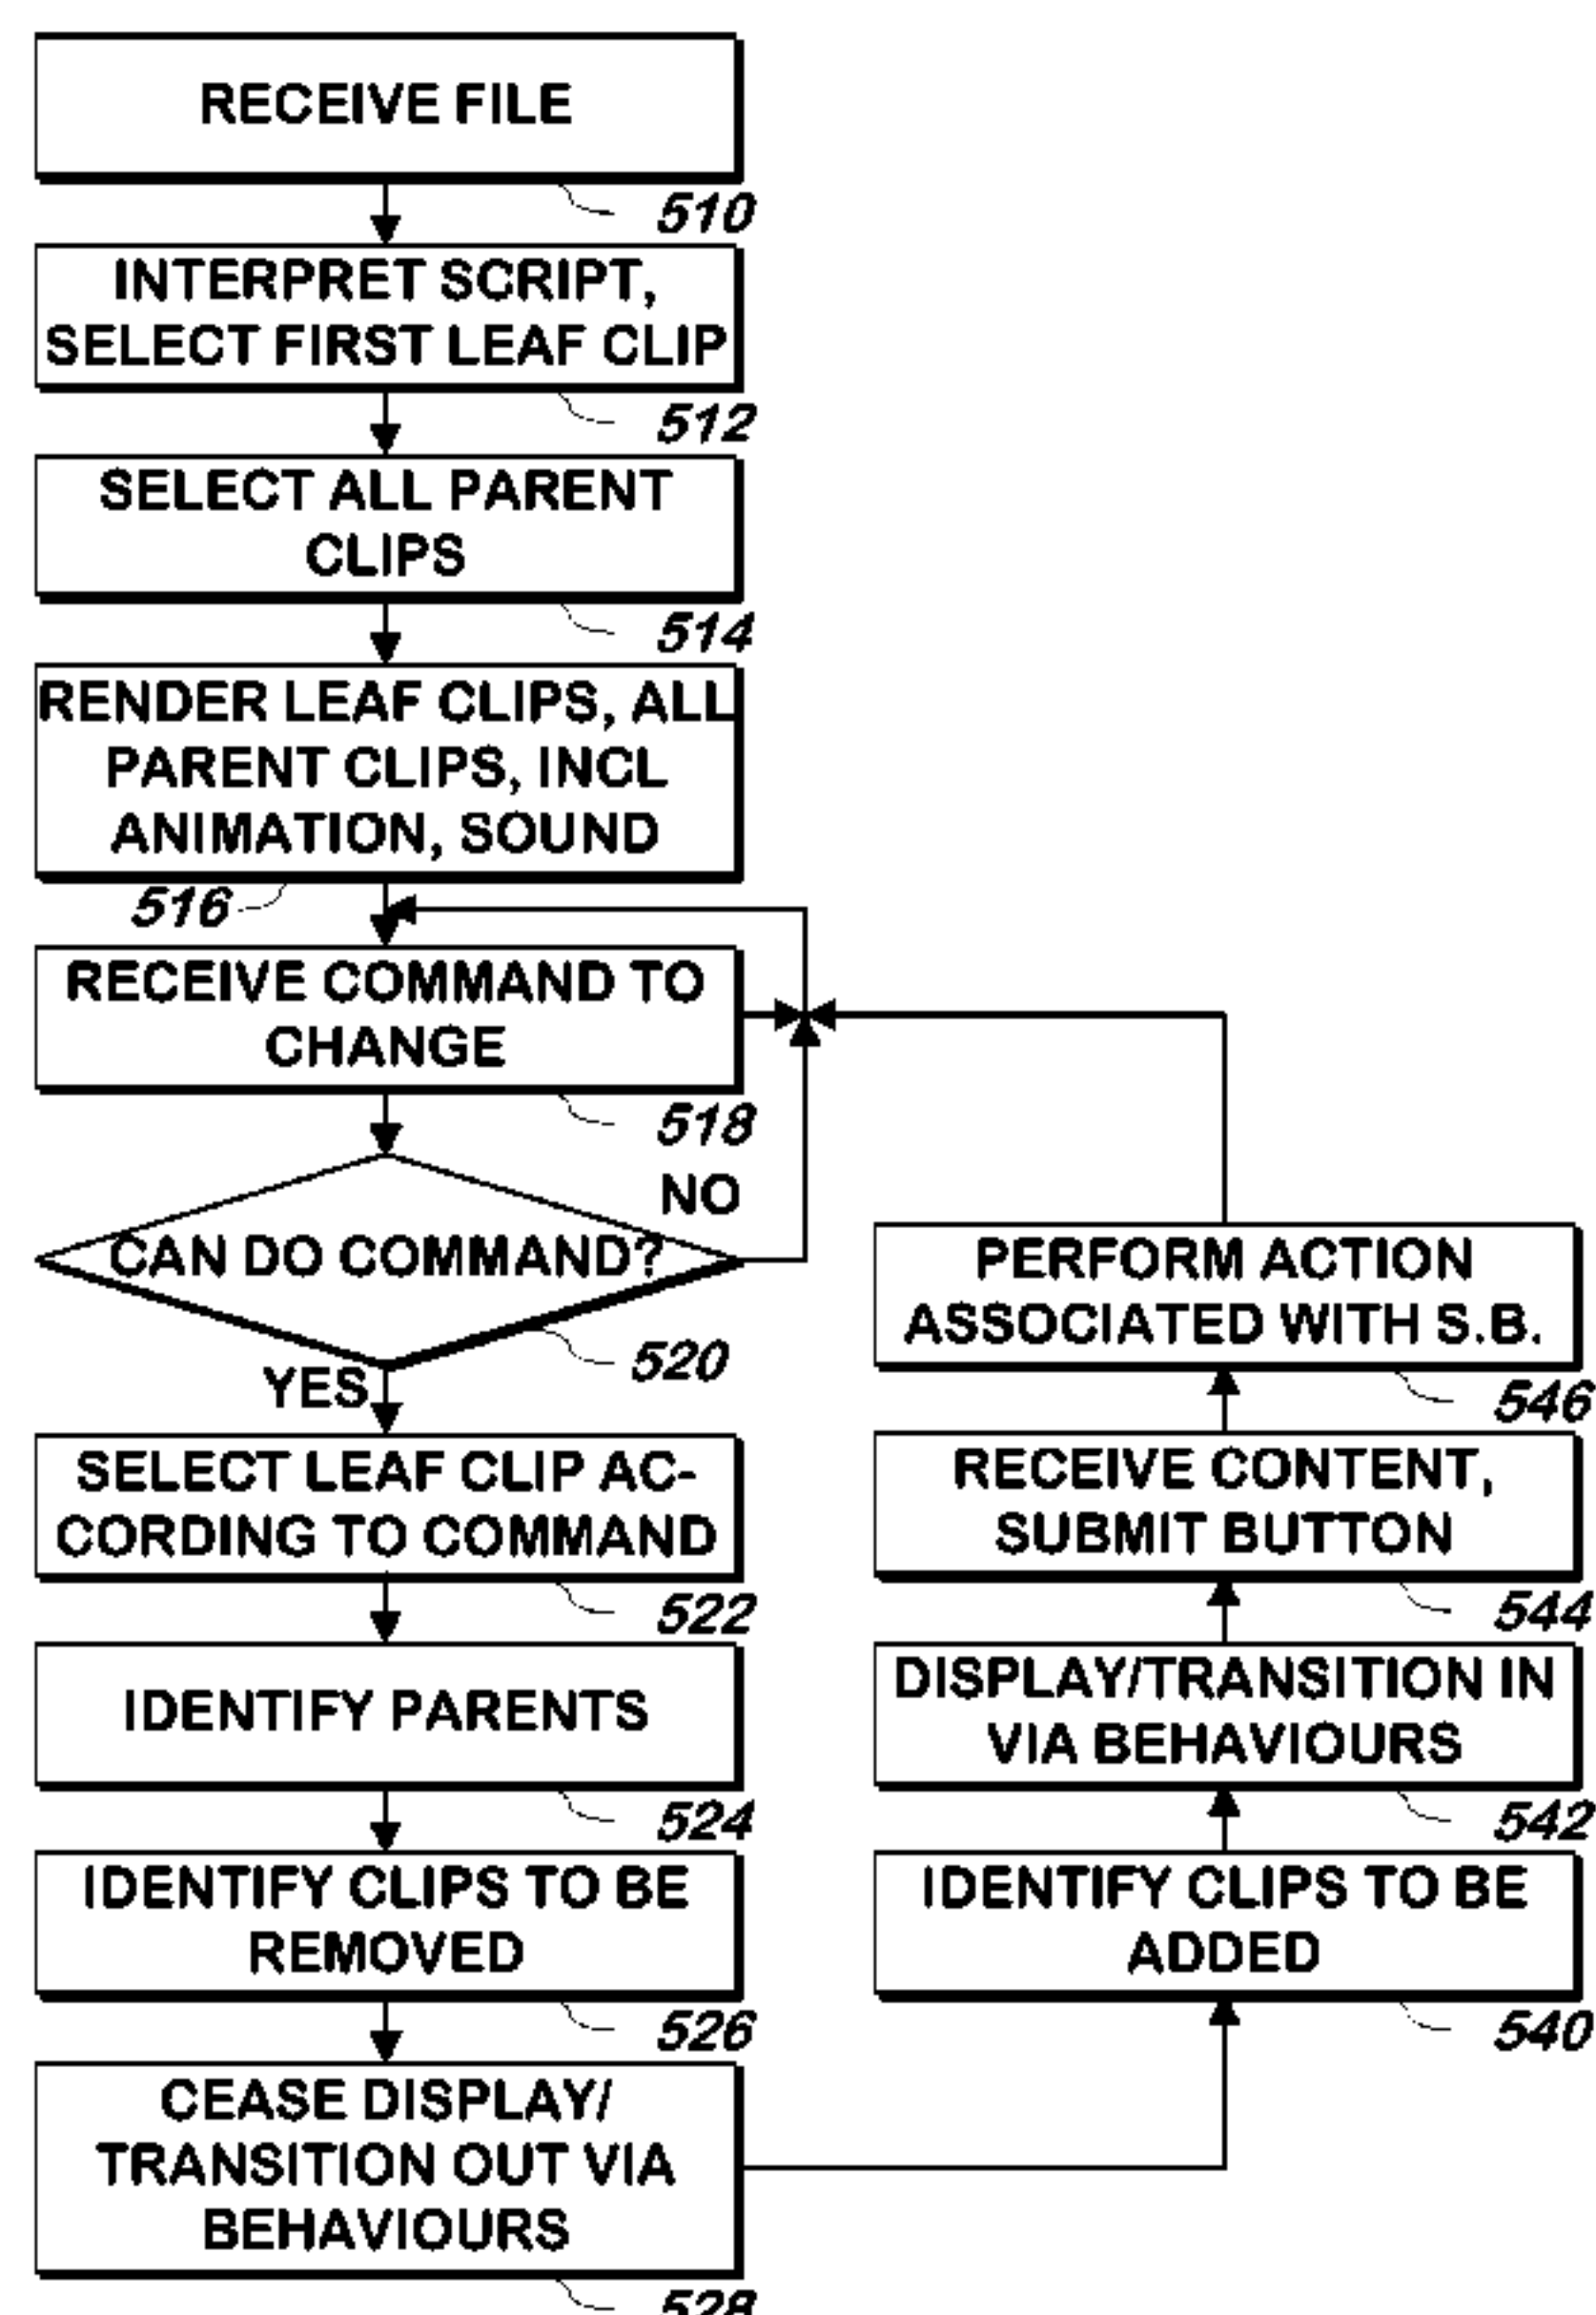 RECEIVE FILE
510
INTERPRET SCRIPT,
SELECT FIRST LEAF CLIP
512
SELECT ALL PARENT
CLIPS
514
RENDER LEAF CLIPS, ALL
PARENT CLIPS, INCL
ANIMATION, SOUND
516
RECEIVE COMMAND TO
CHANGE
518
CAN DO COMMAND?
NO
520
YES
SELECT LEAF CLIP AC-
CORDING TO COMMAND
522
IDENTIFY PARENTS
524
IDENTIFY CLIPS TO BE
REMOVED
526
CEASE DISPLAY/
TRANSITION OUT VIA
BEHAVIOURS
528
IDENTIFY CLIPS TO BE
ADDED
540
DISPLAY/TRANSITION IN
VIA BEHAVIOURS
542
RECEIVE CONTENT,
SUBMIT BUTTON
544
PERFORM ACTION
ASSOCIATED WITH S.B.
546